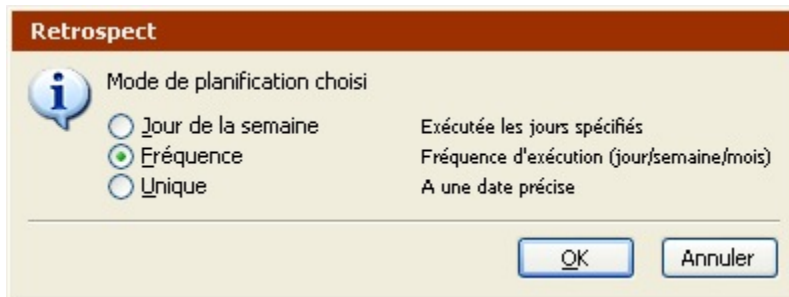 Retrospect
Mode de planification choisi
Jour de la semaine Exécutée les jours spécifiés
Fréquence Fréquence d'exécution (jour/semaine/mois)
Unique A une date précise
OK Annuler